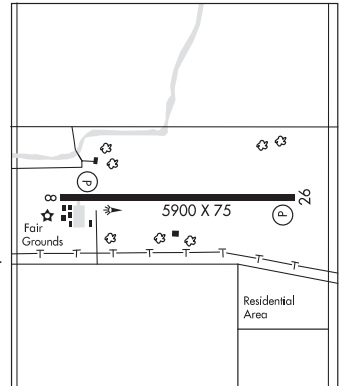 P
8
5900 X 75
26
P
Fair
Grounds
T T T T T T T T
Residential
Area